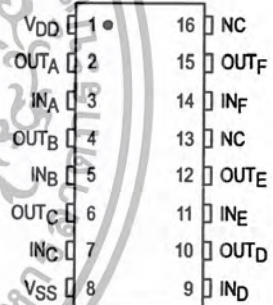 VDD 1 16 NC
OUTA 2 15 OUTF
INA 3 14 INF
OUTB 4 13 NC
INB 5 12 OUTE
OUTC 6 11 INE
INC 7 10 OUTD
VSS 8 9 IND